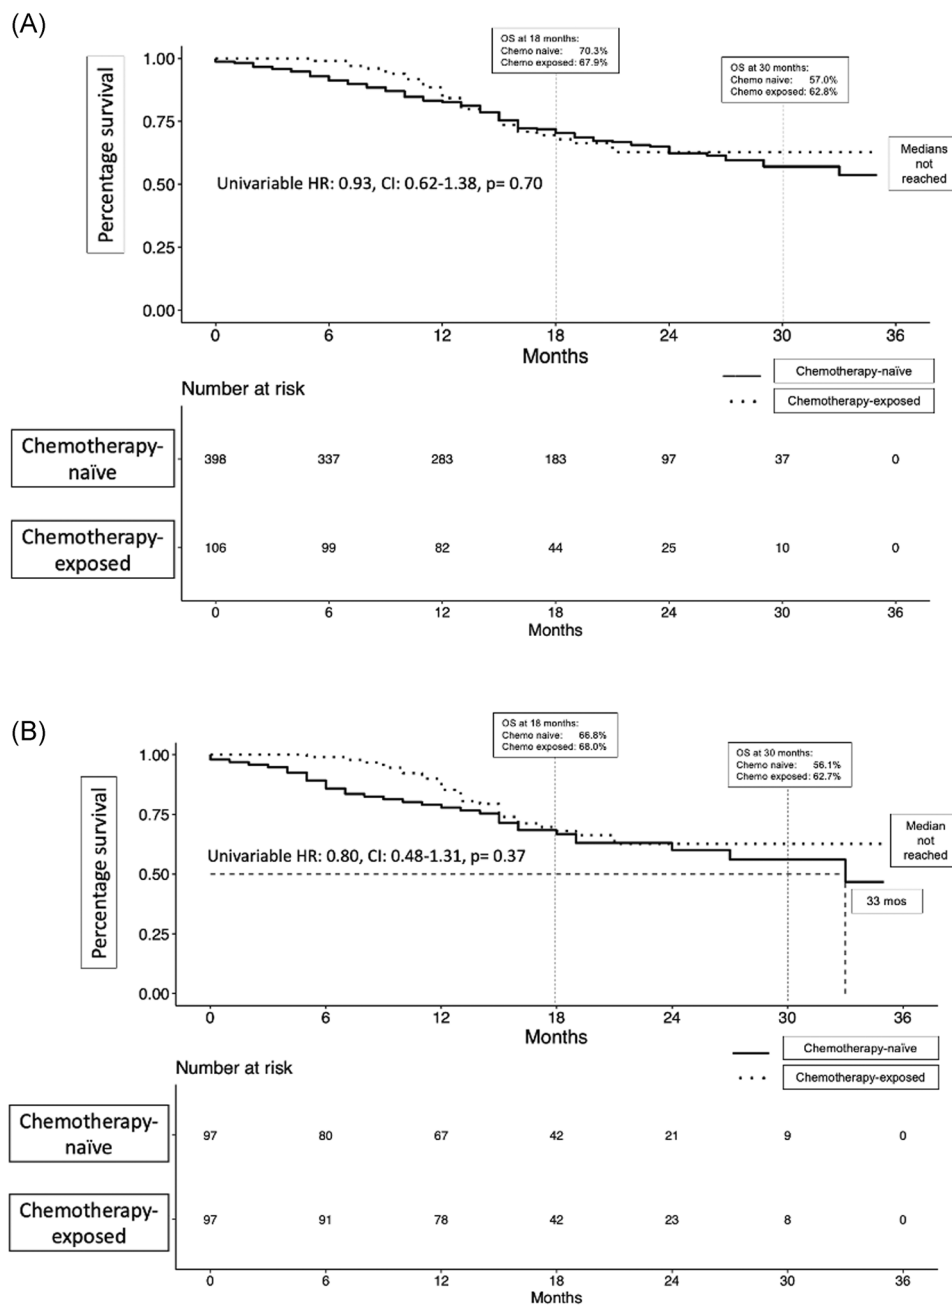 (A)
OS at 18 months:
Chemo naive: 70.3%
Chemo exposed: 67.9%
OS at 30 months:
Chemo naive: 57.0%
Chemo exposed: 62.8%
Percentage survival
1.00
0.75
0.50
0.25
0.00
Univariable HR: 0.93, CI: 0.62-1.38, p= 0.70
Medians
not
reached
0 6 12 18 24 30 36
Months
Chemotherapy-naïve
Chemotherapy-exposed
Number at risk
Chemotherapy-
naïve
398 337 283 183 97 37 0
Chemotherapy-
exposed
106 99 82 44 25 10 0
0 6 12 18 24 30 36
Months
(B)
OS at 18 months:
Chemo naive: 66.8%
Chemo exposed: 68.0%
OS at 30 months:
Chemo naive: 56.1%
Chemo exposed: 62.7%
Percentage survival
1.00
0.75
0.50
0.25
0.00
Univariable HR: 0.80, CI: 0.48-1.31, p= 0.37
Median
not
reached
33 mos
0 6 12 18 24 30 36
Months
Chemotherapy-naïve
Chemotherapy-exposed
Number at risk
Chemotherapy-
naïve
97 80 67 42 21 9 0
Chemotherapy-
exposed
97 91 78 42 23 8 0
0 6 12 18 24 30 36
Months